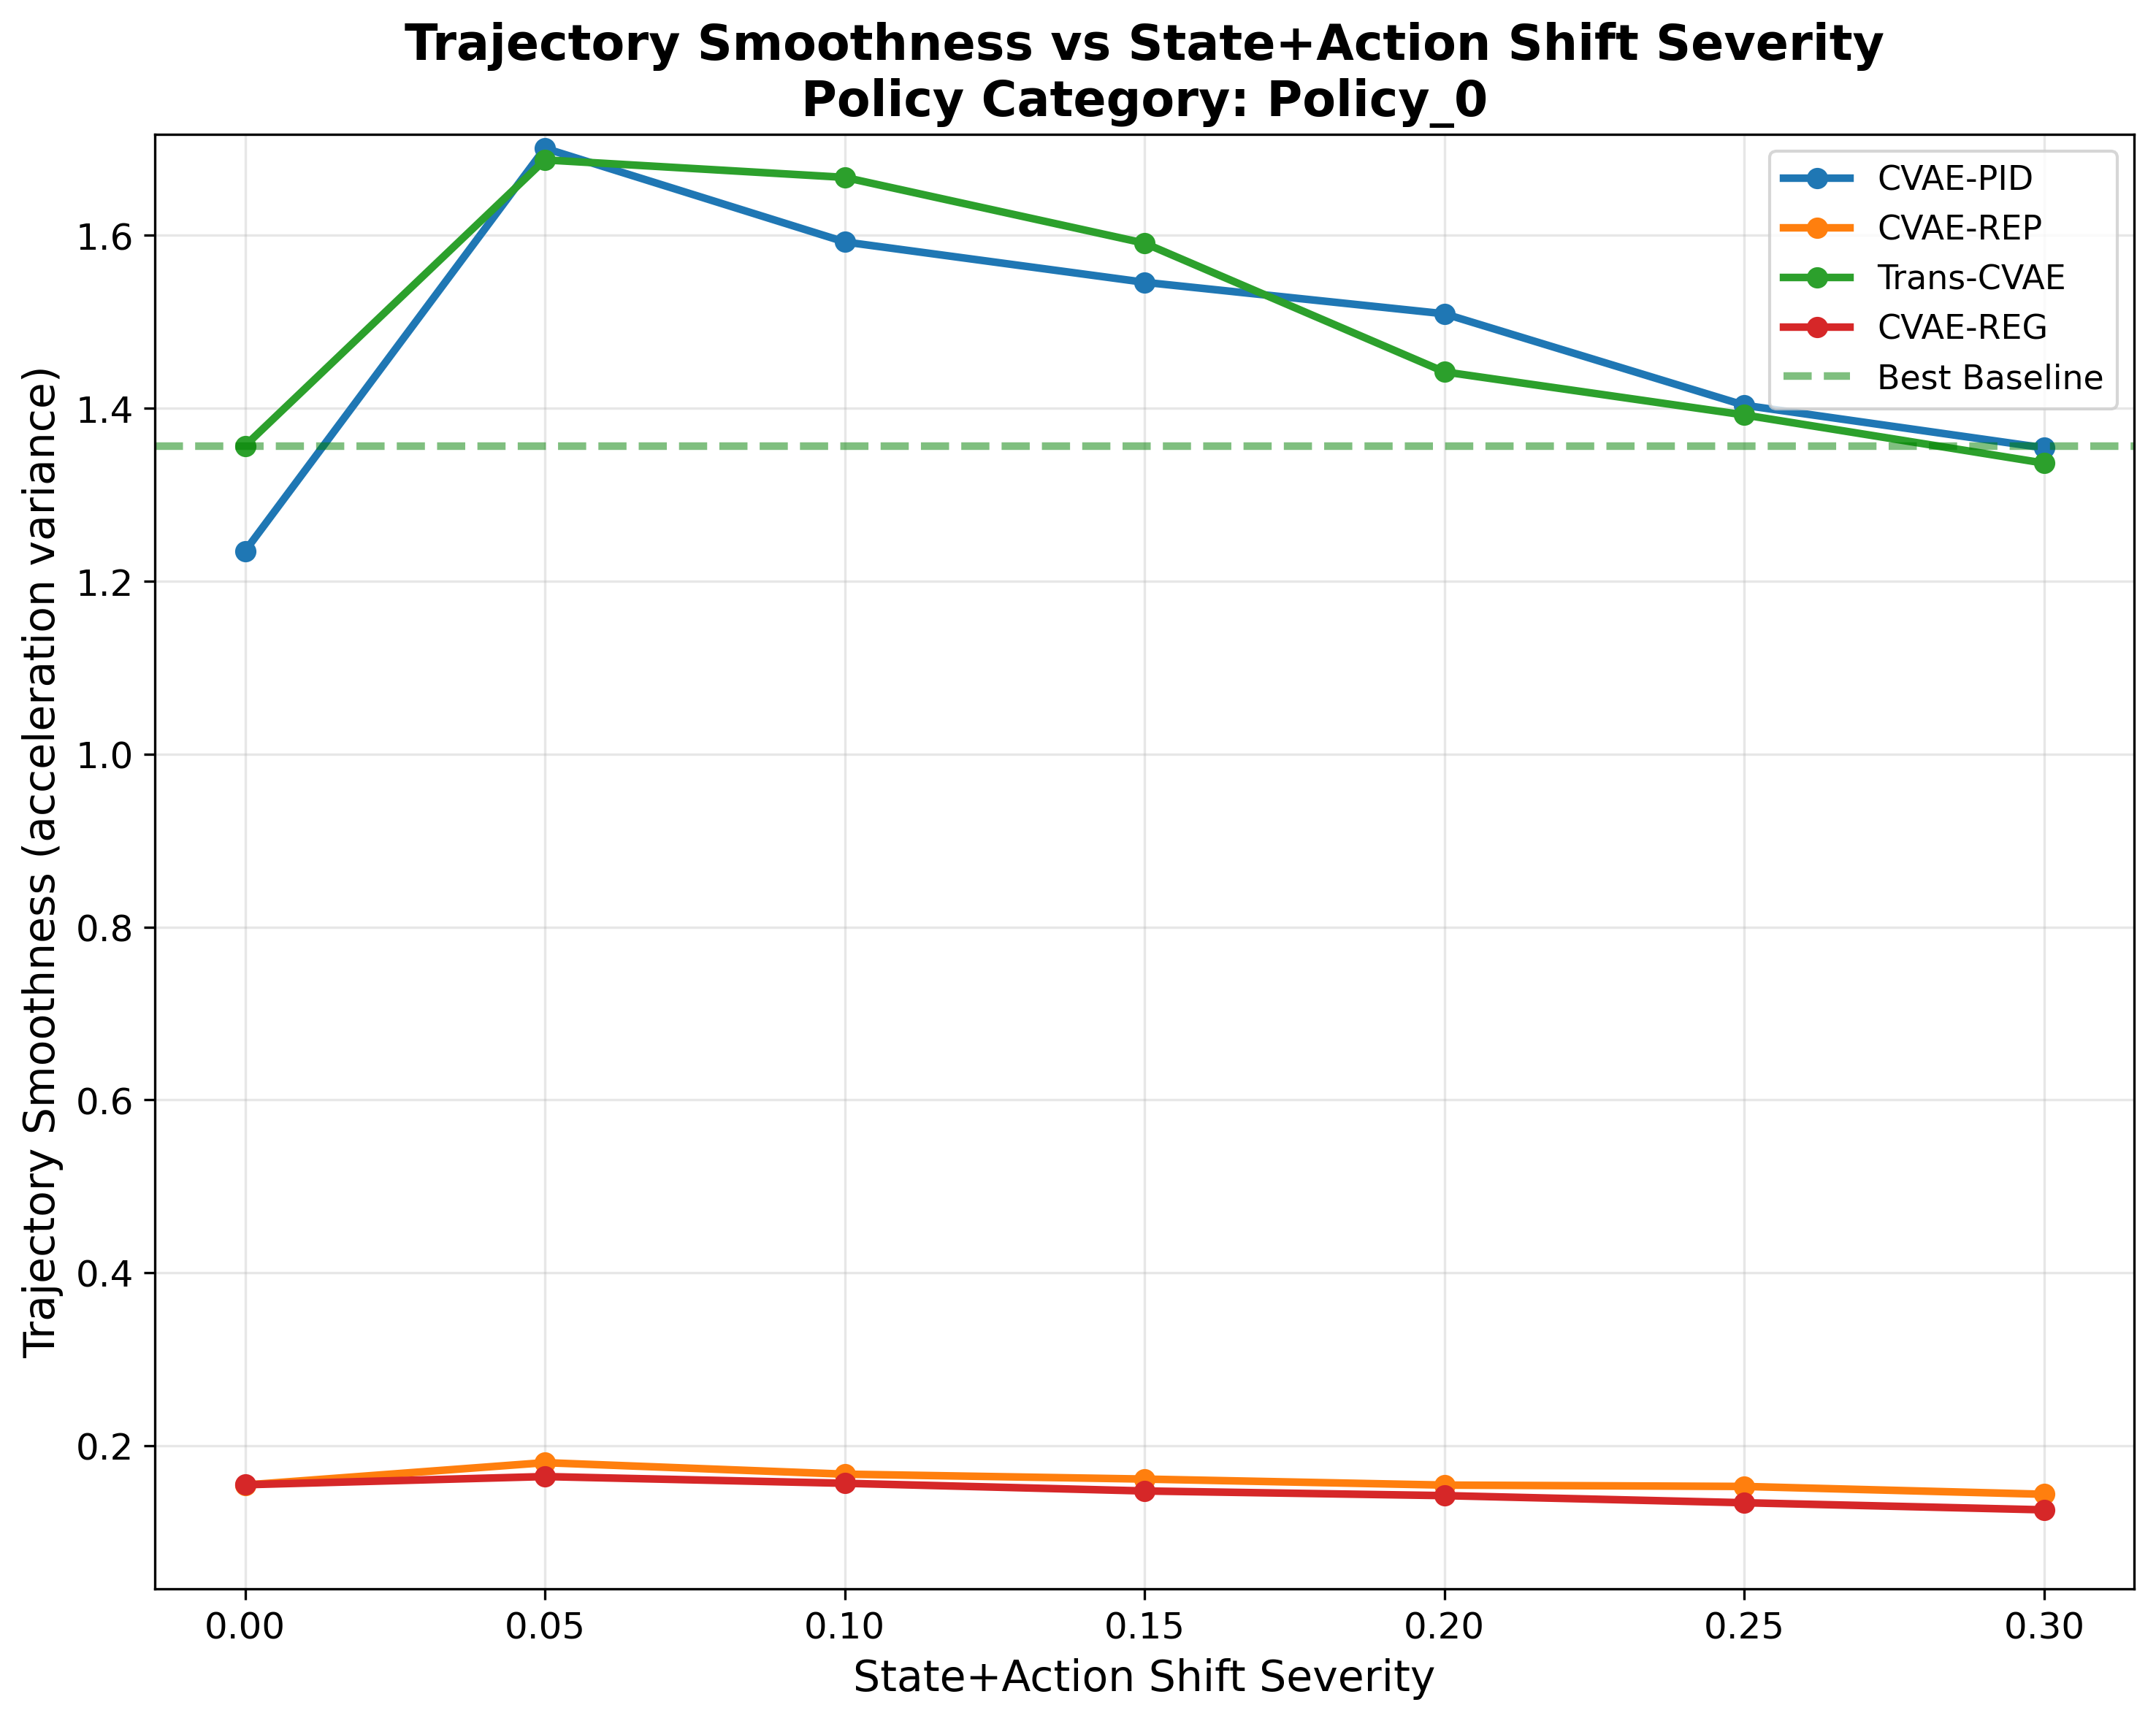 Trajectory Smoothness vs State+Action Shift Severity
Policy Category: Policy_0
Trajectory Smoothness (acceleration variance)
1.6
1.4
1.2
1.0
0.8
0.6
0.4
0.2
CVAE-PID
CVAE-REP
Trans-CVAE
CVAE-REG
Best Baseline
0.00 0.05 0.10 0.15 0.20 0.25 0.30
State+Action Shift Severity